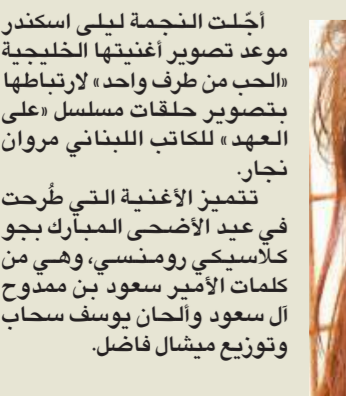 أجّلت النجمة ليلى اسكندر
موعد تصوير أغنيتها الخليجية
«الحب من طرف واحد» لارتباطها
بتصوير حلقات مسلسل «على
العهد» للكاتب اللبناني مروان
نجار.
تتميز الأغنية التي طُرحت
في عيد الأضحى المبارك بجو
كلاسيكي رومنسي، وهي من
كلمات الأمير سعود بن ممدوح
آل سعود وألحان يوسف سحاب
وتوزيع ميشال فاضل.